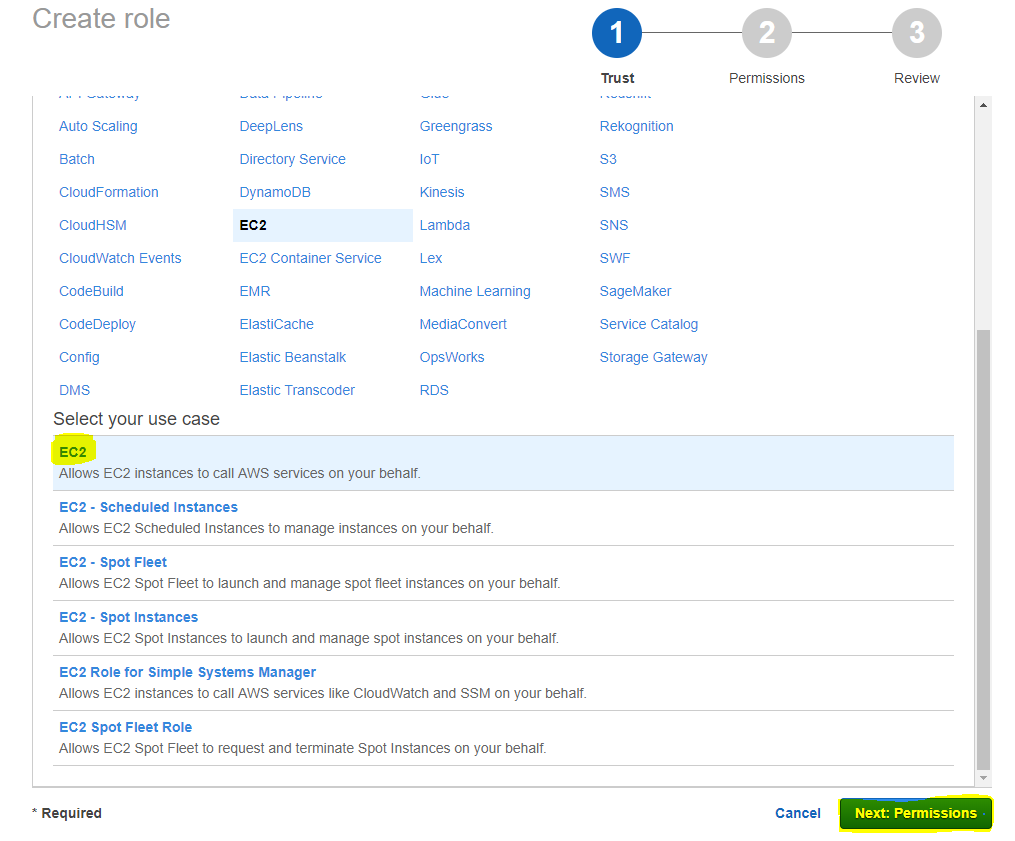 Create role
1 2 3
Trust Permissions Review
Auto Scaling DeepLens Greengrass Rekognition
Batch Directory Service IoT S3
CloudFormation DynamoDB Kinesis SMS
CloudHSM EC2 Lambda SNS
CloudWatch Events EC2 Container Service Lex SWF
CodeBuild EMR Machine Learning SageMaker
CodeDeploy ElastiCache MediaConvert Service Catalog
Config Elastic Beanstalk OpsWorks Storage Gateway
DMS Elastic Transcoder RDS
Select your use case
EC2
Allows EC2 instances to call AWS services on your behalf.
EC2 - Scheduled Instances
Allows EC2 Scheduled Instances to manage instances on your behalf.
EC2 - Spot Fleet
Allows EC2 Spot Fleet to launch and manage spot fleet instances on your behalf.
EC2 - Spot Instances
Allows EC2 Spot Instances to launch and manage spot instances on your behalf.
EC2 Role for Simple Systems Manager
Allows EC2 instances to call AWS services like CloudWatch and SSM on your behalf.
EC2 Spot Fleet Role
Allows EC2 Spot Fleet to request and terminate Spot Instances on your behalf.
* Required Cancel Next: Permissions